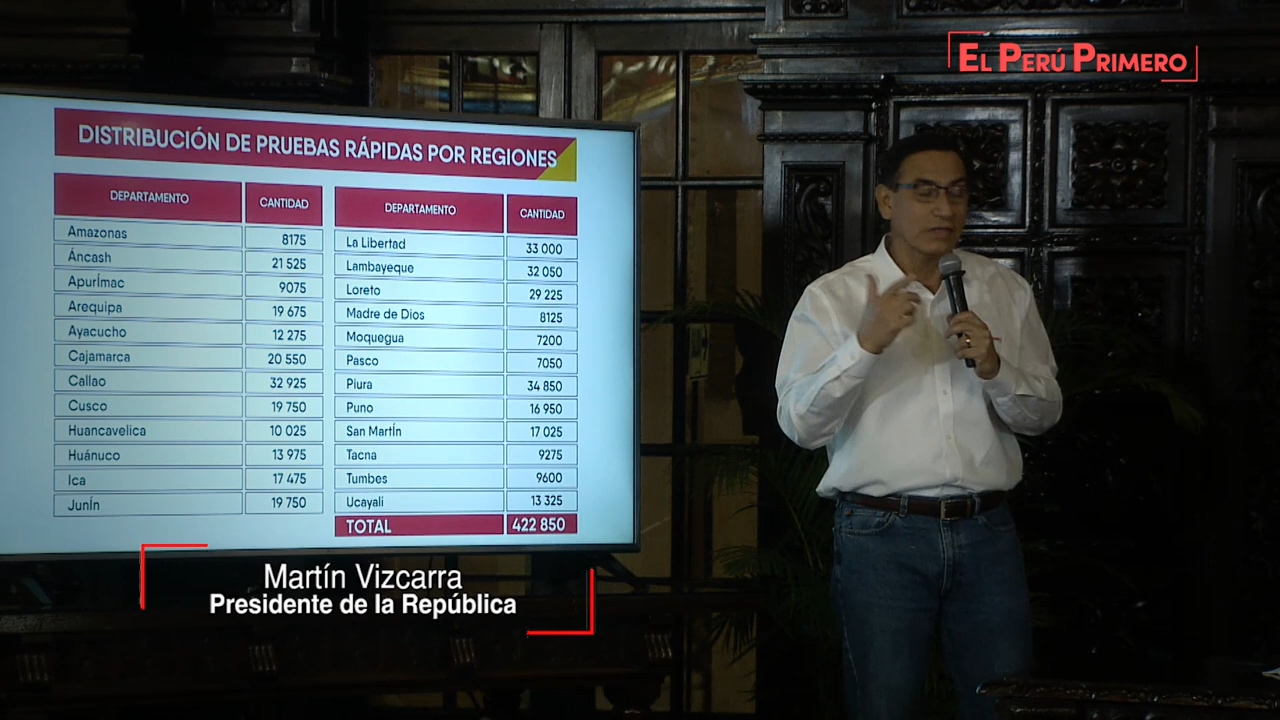 EL PERÚ PRIMERO
DISTRIBUCIÓN DE PRUEBAS RÁPIDAS POR REGIONES
DEPARTAMENTO CANTIDAD
Amazonas 8175
Áncash 21 525
Apurímac 9075
Arequipa 19 675
Ayacucho 12 275
Cajamarca 20 550
Callao 32 925
Cusco 19 750
Huancavelica 10 025
Huánuco 13 975
Ica 17 475
Junín 19 750
DEPARTAMENTO CANTIDAD
La Libertad 33 000
Lambayeque 32 050
Loreto 29 225
Madre de Dios 8125
Moquegua 7200
Pasco 7050
Piura 34 850
Puno 16 950
San Martín 17 025
Tacna 9275
Tumbes 9600
Ucayali 13 325
TOTAL 422 850
Martín Vizcarra
Presidente de la República